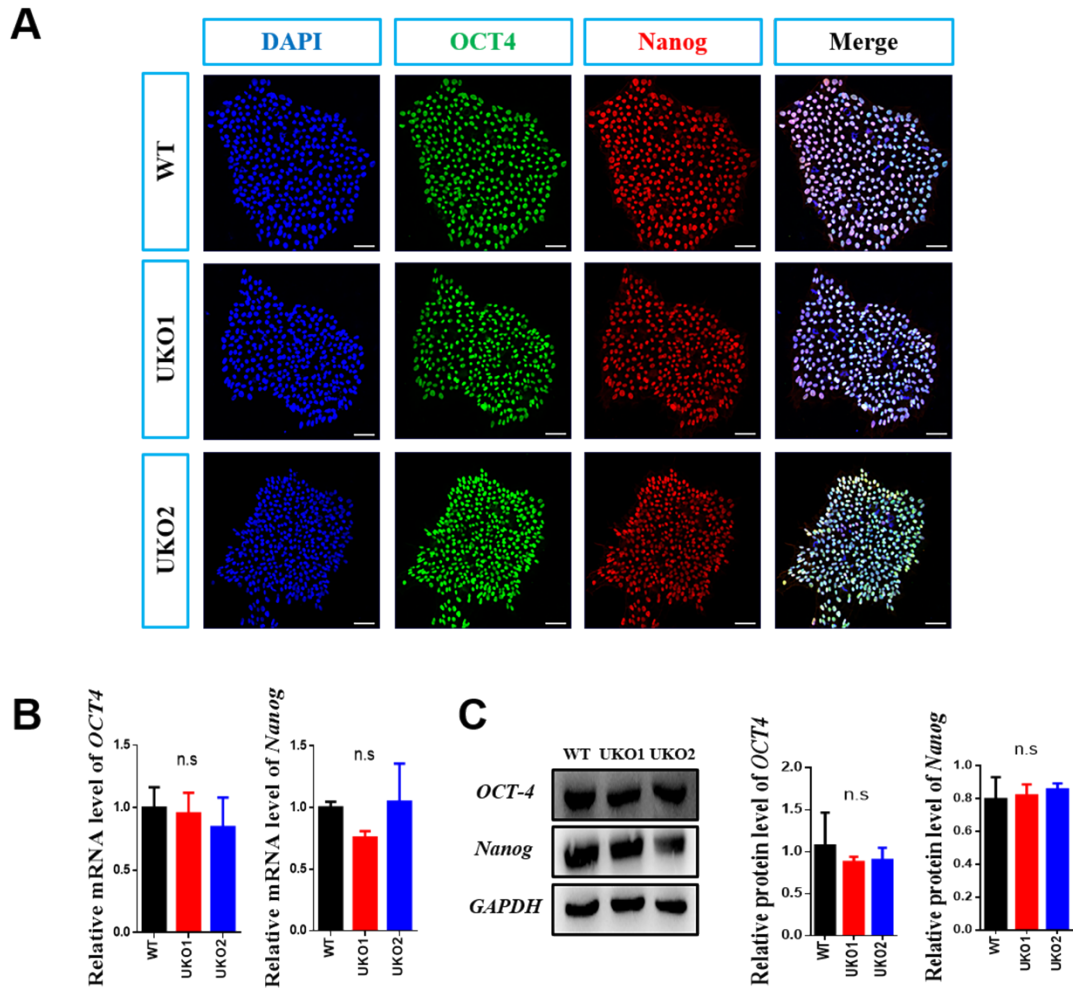 A
DAPI
OCT4
Nanog
Merge
WT
UKO1
UKO2
B
Relative mRNA level of OCT4
1.5
1.0
0.5
0.0
n.s
WT
UKO1
UKO2
Relative mRNA level of Nanog
1.5
1.0
0.5
0.0
n.s
WT
UKO1
UKO2
C
WT UKO1 UKO2
OCT-4
Nanog
GAPDH
Relative protein level of OCT4
2.0
1.5
1.0
0.5
0.0
n.s
WT
UKO1
UKO2
Relative protein level of Nanog
1.0
0.8
0.6
0.4
0.2
0.0
n.s
WT
UKO1
UKO2